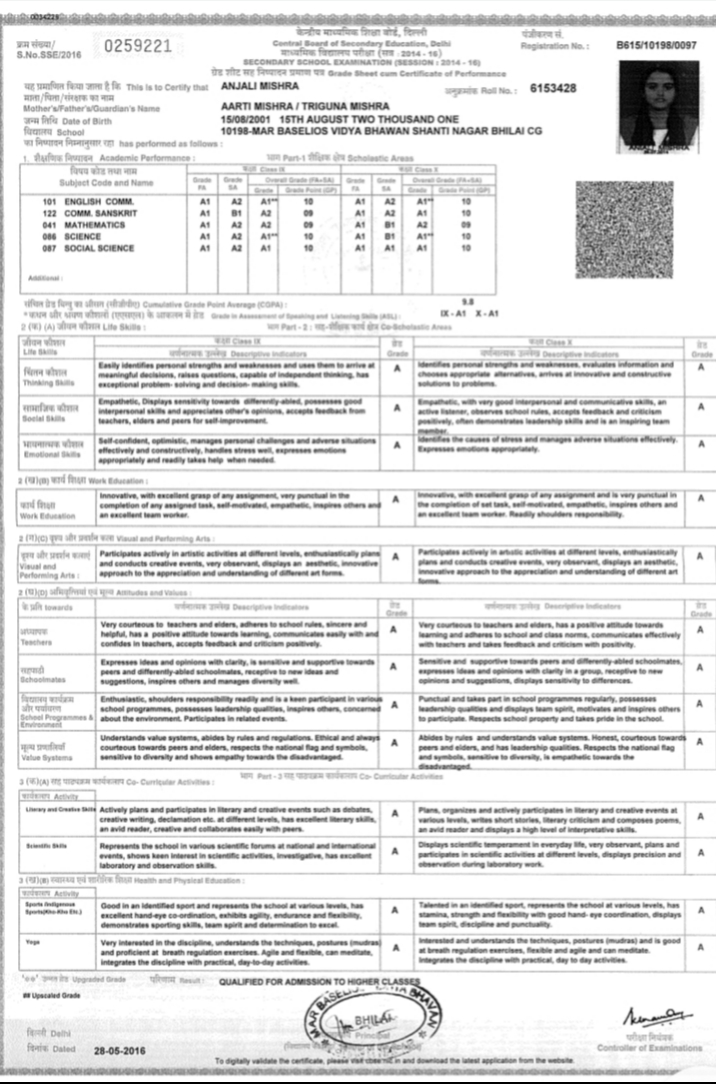 0034229
केन्द्रीय माध्यमिक शिक्षा बोर्ड, दिल्ली
Central Board of Secondary Education, Delhi
माध्यमिक विद्यालय परीक्षा (सत्र - 2014 - 16)
SECONDARY SCHOOL EXAMINATION (SESSION : 2014 - 16)
ग्रेड शीट सह निष्पादन प्रमाण पत्र Grade Sheet cum Certificate of Performance
क्रम संख्या/
S.No.SSE/2016 0259221
पंजीकरण सं.
Registration No. : B615/10198/0097
यह प्रमाणित किया जाता है कि This is to Certify that ANJALI MISHRA
अनुक्रमांक Roll No. : 6153428
माता/पिता/संरक्षक का नाम
Mother's/Father's/Guardian's Name AARTI MISHRA / TRIGUNA MISHRA
जन्म तिथि Date of Birth 15/08/2001 15TH AUGUST TWO THOUSAND ONE
विद्यालय School 10198-MAR BASELIOS VIDYA BHAWAN SHANTI NAGAR BHILAI CG
का निष्पादन निम्नानुसार रहा has performed as follows :
ANJALI MISHRA
1. शैक्षणिक निष्पादन Academic Performance : भाग Part-1 शैक्षिक क्षेत्र Scholastic Areas
विषय कोड तथा नाम
Subject Code and Name
कक्षा Class IX कक्षा Class X
Grade FA Grade SA Overall Grade (FA+SA) Grade FA Grade SA Overall Grade (FA+SA)
Grade Grade Point (GP) Grade Grade Point (GP)
101 ENGLISH COMM. A1 A2 A1** 10 A1 A2 A1** 10
122 COMM. SANSKRIT A1 B1 A2 09 A1 A2 A1 10
041 MATHEMATICS A1 A2 A2 09 A1 B1 A2 09
086 SCIENCE A1 A2 A1** 10 A1 B1 A1** 10
087 SOCIAL SCIENCE A1 A2 A1 10 A1 A1 A1 10
Additional :
संचित ग्रेड बिन्दु का औसत (सीजीपीए) Cumulative Grade Point Average (CGPA) : 9.8
* वाचन और श्रवण कौशलों (एएसएल) के आकलन में ग्रेड Grade in Assessment of Speaking and Listening Skills (ASL) : IX - A1 X - A1
2 (क) (A) जीवन कौशल Life Skills : भाग Part - 2 : सह-शैक्षिक कार्य क्षेत्र Co-Scholastic Areas
जीवन कौशल
Life Skills
कक्षा Class IX ग्रेड Grade कक्षा Class X ग्रेड Grade
वर्णनात्मक उल्लेख Descriptive Indicators वर्णनात्मक उल्लेख Descriptive Indicators
चिंतन कौशल
Thinking Skills
Easily identifies personal strengths and weaknesses and uses them to arrive at
meaningful decisions, raises questions, capable of independent thinking, has
exceptional problem- solving and decision- making skills.
A
Identifies personal strengths and weaknesses, evaluates information and
chooses appropriate alternatives, arrives at innovative and constructive
solutions to problems.
A
सामाजिक कौशल
Social Skills
Empathetic, Displays sensitivity towards differently-abled, possesses good
interpersonal skills and appreciates other's opinions, accepts feedback from
teachers, elders and peers for self-improvement.
A
Empathetic, with very good interpersonal and communicative skills, an
active listener, observes school rules, accepts feedback and criticism
positively, often demonstrates leadership skills and is an inspiring team
member.
A
भावनात्मक कौशल
Emotional Skills
Self-confident, optimistic, manages personal challenges and adverse situations
effectively and constructively, handles stress well, expresses emotions
appropriately and readily takes help when needed.
A
Identifies the causes of stress and manages adverse situations effectively.
Expresses emotions appropriately.
A
2 (ख)(B) कार्य शिक्षा Work Education :
कार्य शिक्षा
Work Education
Innovative, with excellent grasp of any assignment, very punctual in the
completion of any assigned task, self-motivated, empathetic, inspires others and
an excellent team worker.
A
Innovative, with excellent grasp of any assignment and is very punctual in
the completion of set task, self-motivated, empathetic, inspires others and
an excellent team worker. Readily shoulders responsibility.
A
2 (ग)(C) दृश्य और प्रदर्शन कला Visual and Performing Arts :
दृश्य और प्रदर्शन कलाएं
Visual and
Performing Arts :
Participates actively in artistic activities at different levels, enthusiastically plans
and conducts creative events, very observant, displays an aesthetic, innovative
approach to the appreciation and understanding of different art forms.
A
Participates actively in artistic activities at different levels, enthusiastically
plans and conducts creative events, very observant, displays an aesthetic,
innovative approach to the appreciation and understanding of different art
forms.
A
2 (घ)(D) अभिवृत्तियां एवं मूल्य Attitudes and Values :
के प्रति towards वर्णनात्मक उल्लेख Descriptive Indicators ग्रेड Grade वर्णनात्मक उल्लेख Descriptive Indicators ग्रेड Grade
अध्यापक
Teachers
Very courteous to teachers and elders, adheres to school rules, sincere and
helpful, has a positive attitude towards learning, communicates easily with and
confides in teachers, accepts feedback and criticism positively.
A
Very courteous to teachers and elders, has a positive attitude towards
learning and adheres to school and class norms, communicates effectively
with teachers and takes feedback and criticism with positivity.
A
सहपाठी
Schoolmates
Expresses ideas and opinions with clarity, is sensitive and supportive towards
peers and differently-abled schoolmates, receptive to new ideas and
suggestions, inspires others and manages diversity well.
A
Sensitive and supportive towards peers and differently-abled schoolmates,
expresses ideas and opinions with clarity in a group, receptive to new
opinions and suggestions, displays sensitivity to differences.
A
विद्यालय कार्यक्रम
और पर्यावरण
School Programmes &
Environment
Enthusiastic, shoulders responsibility readily and is a keen participant in various
school programmes, possesses leadership qualities, inspires others, concerned
about the environment. Participates in related events.
A
Punctual and takes part in school programmes regularly, possesses
leadership qualities and displays team spirit, motivates and inspires others
to participate. Respects school property and takes pride in the school.
A
मूल्य प्रणालियाँ
Value Systems
Understands value systems, abides by rules and regulations. Ethical and always
courteous towards peers and elders, respects the national flag and symbols,
sensitive to diversity and shows empathy towards the disadvantaged.
A
Abides by rules and understands value systems. Honest, courteous towards
peers and eiders, and has leadership qualities. Respects the national flag
and symbols, sensitive to diversity, is empathetic towards the
disadvantaged.
A
3 (क)(A) सह पाठ्यक्रम कार्यकलाप Co- Curricular Activities : भाग Part - 3 सह पाठ्यक्रम कार्यकलाप Co- Curricular Activities
कार्यकलाप Activity
Literary and Creative Skills
Actively plans and participates in literary and creative events such as debates,
creative writing, declamation etc. at different levels, has excellent literary skills,
an avid reader, creative and collaborates easily with peers.
A
Plans, organizes and actively participates in literary and creative events at
various levels, writes short stories, literary criticism and composes poems,
an avid reader and displays a high level of interpretative skills.
A
Scientific Skills
Represents the school in various scientific forums at national and international
events, shows keen interest in scientific activities, investigative, has excellent
laboratory and observation skills.
A
Displays scientific temperament in everyday life, very observant, plans and
participates in scientific activities at different levels, displays precision and
observation during laboratory work.
A
3 (ख)(B) स्वास्थ्य एवं शारीरिक शिक्षा Health and Physical Education :
कार्यकलाप Activity
Sports /Indigenous
Sports(Kho-Kho Etc.)
Good in an identified sport and represents the school at various levels, has
excellent hand-eye co-ordination, exhibits agility, endurance and flexibility,
demonstrates sporting skills, team spirit and determination to excel.
A
Talented in an identified sport, represents the school at various levels, has
stamina, strength and flexibility with good hand- eye coordination, displays
team spirit, discipline and punctuality.
A
Yoga
Very interested in the discipline, understands the techniques, postures (mudras)
and proficient at breath regulation exercises. Agile and flexible, can meditate,
integrates the discipline with practical, day-to-day activities.
A
Interested and understands the techniques, postures (mudras) and is good
at breath regulation exercises, flexible and agile and can meditate.
Integrates the discipline with practical, day to day activities.
A
'**' उन्नत ग्रेड Upgraded Grade परिणाम Result : QUALIFIED FOR ADMISSION TO HIGHER CLASSES
## Upscaled Grade
MAR BASELIOS VIDYA BHAVAN
BHILAI
Principal
दिल्ली Delhi
दिनांक Dated 28-05-2016
परीक्षा नियंत्रक
Controller of Examinations
To digitally validate the certificate, please visit cbse.nic.in and download the latest application from the website.